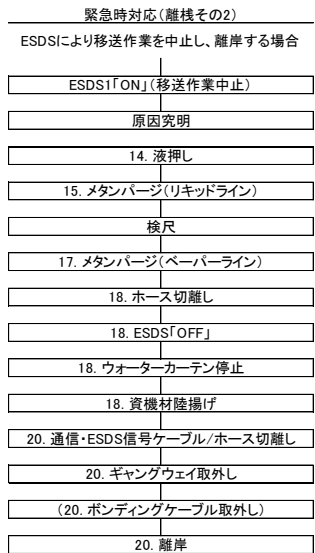 緊急時対応（離桟その2）
ESDSにより移送作業を中止し、離岸する場合
ESDS1「ON」（移送作業中止）
原因究明
14. 液押し
15. メタンパージ（リキッドライン）
検尺
17. メタンパージ（ベーパーライン）
18. ホース切離し
18. ESDS「OFF」
18. ウォーターカーテン停止
18. 資機材陸揚げ
20. 通信・ESDS信号ケーブル/ホース切離し
20. ギャングウェイ取外し
（20. ボンディングケーブル取外し）
20. 離岸